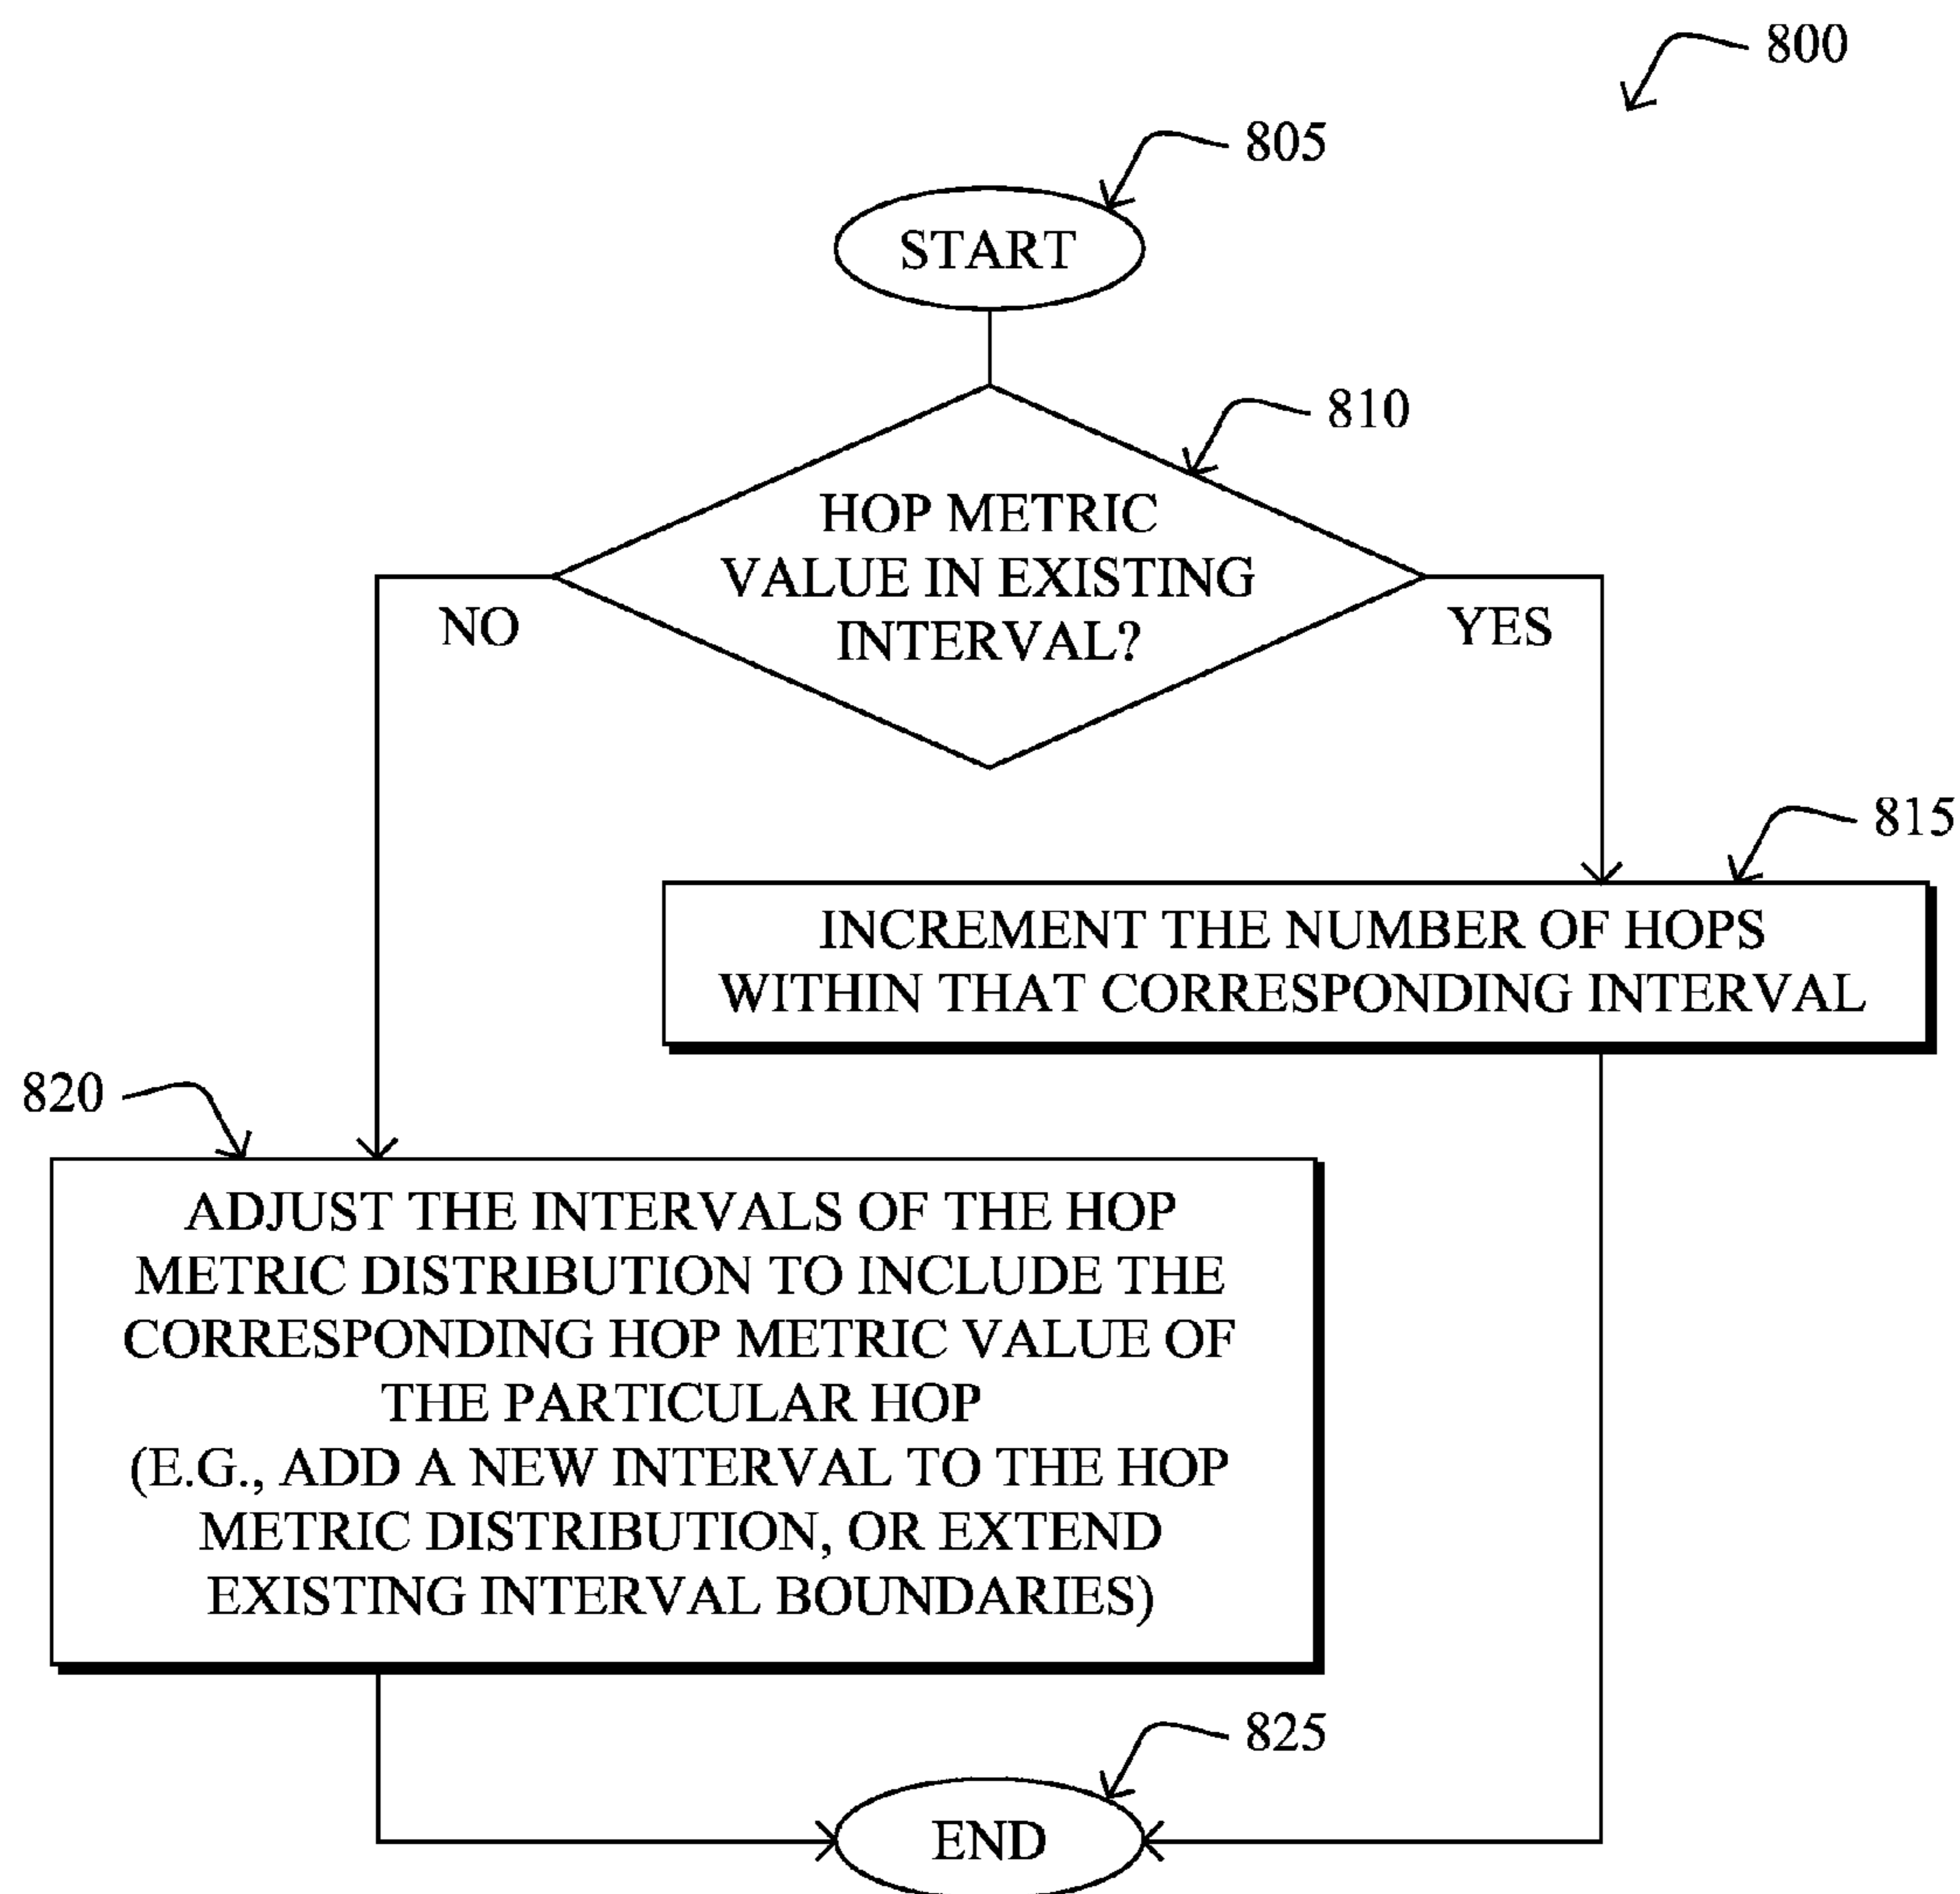 800
805
START
810
HOP METRIC
VALUE IN EXISTING
INTERVAL?
NO
YES
815
INCREMENT THE NUMBER OF HOPS
WITHIN THAT CORRESPONDING INTERVAL
820
ADJUST THE INTERVALS OF THE HOP
METRIC DISTRIBUTION TO INCLUDE THE
CORRESPONDING HOP METRIC VALUE OF
THE PARTICULAR HOP
(E.G., ADD A NEW INTERVAL TO THE HOP
METRIC DISTRIBUTION, OR EXTEND
EXISTING INTERVAL BOUNDARIES)
825
END